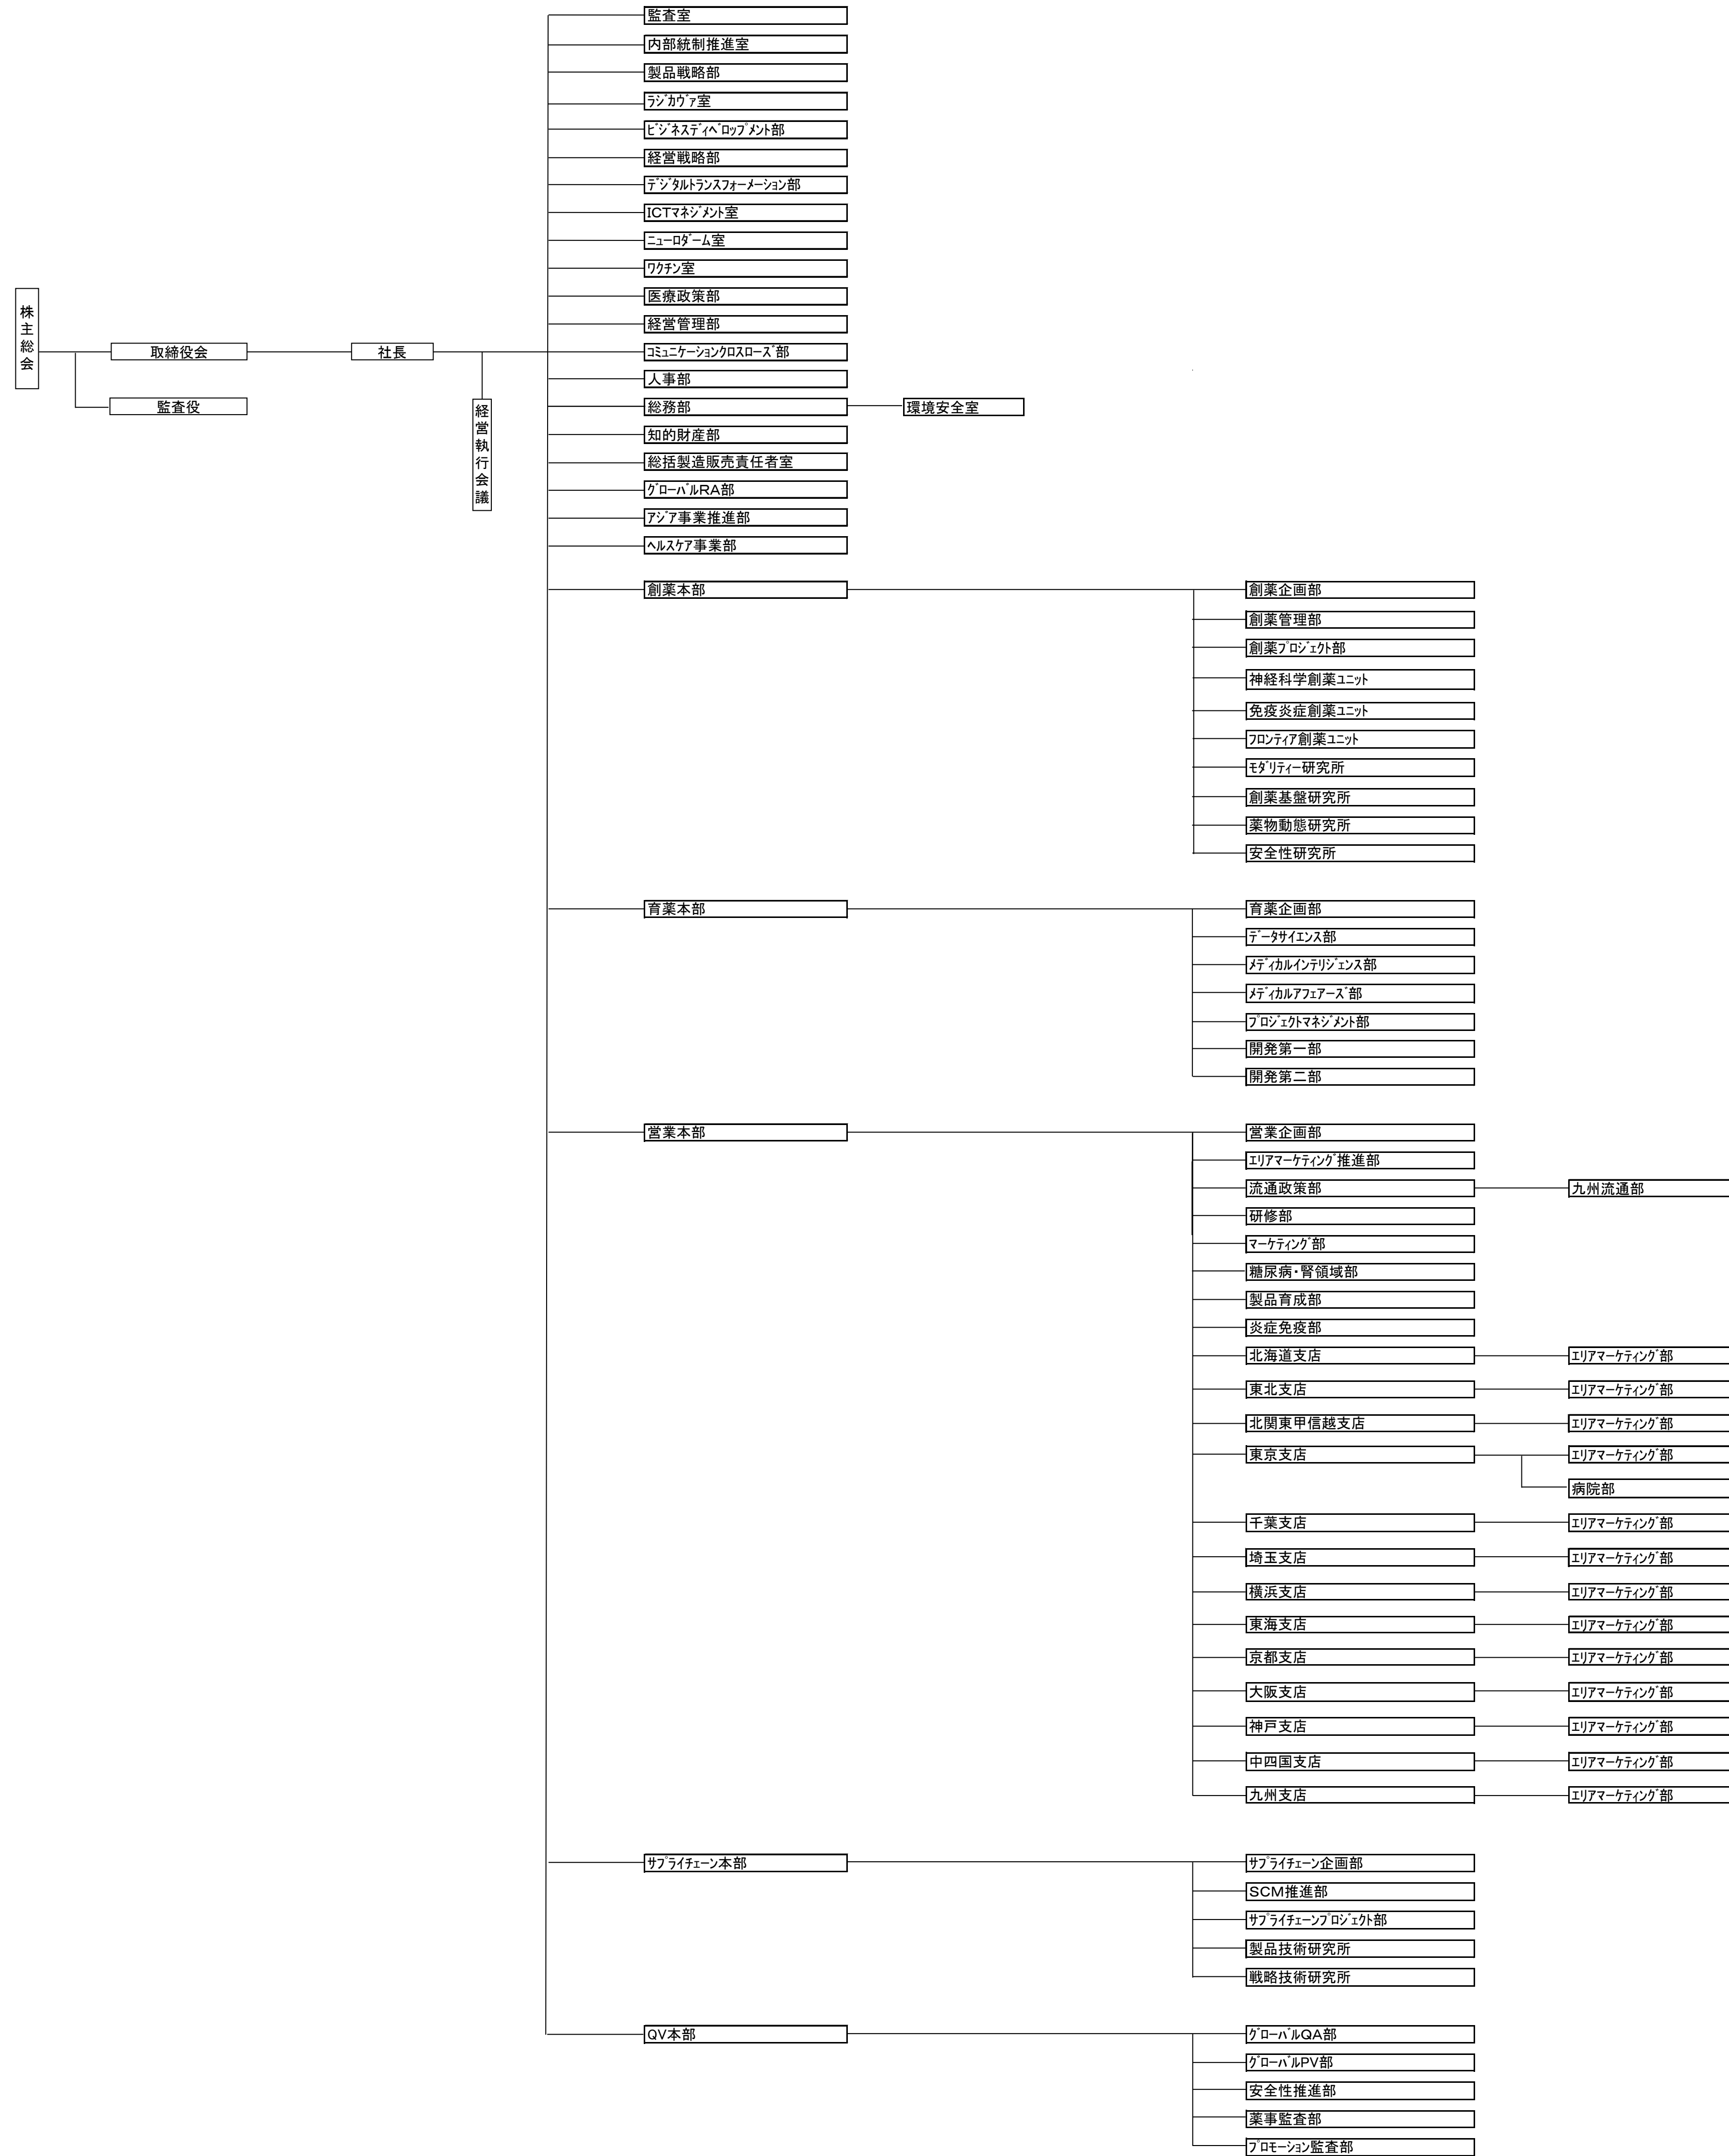 監査室
内部統制推進室
製品戦略部
ﾗｼﾞｶｳﾞｧ室
ﾋﾞｼﾞﾈｽﾃﾞｨﾍﾞﾛｯﾌﾟﾒﾝﾄ部
経営戦略部
ﾃﾞｼﾞﾀﾙﾄﾗﾝｽﾌｫｰﾒｰｼｮﾝ部
ICTﾏﾈｼﾞﾒﾝﾄ室
ﾆｭｰﾛﾀﾞｰﾑ室
ﾜｸﾁﾝ室
医療政策部
経営管理部
株主総会
取締役会
社長
ｺﾐｭﾆｹｰｼｮﾝｸﾛｽﾛｰｽﾞ部
人事部
監査役
経営執行会議
総務部
環境安全室
知的財産部
総括製造販売責任者室
ｸﾞﾛｰﾊﾞﾙRA部
ｱｼﾞｱ事業推進部
ﾍﾙｽｹｱ事業部
創薬本部
創薬企画部
創薬管理部
創薬ﾌﾟﾛｼﾞｪｸﾄ部
神経科学創薬ﾕﾆｯﾄ
免疫炎症創薬ﾕﾆｯﾄ
ﾌﾛﾝﾃｨｱ創薬ﾕﾆｯﾄ
ﾓﾀﾞﾘﾃｨｰ研究所
創薬基盤研究所
薬物動態研究所
安全性研究所
育薬本部
育薬企画部
ﾃﾞｰﾀｻｲｴﾝｽ部
ﾒﾃﾞｨｶﾙｲﾝﾃﾘｼﾞｪﾝｽ部
ﾒﾃﾞｨｶﾙｱﾌｪｱｰｽﾞ部
ﾌﾟﾛｼﾞｪｸﾄﾏﾈｼﾞﾒﾝﾄ部
開発第一部
開発第二部
営業本部
営業企画部
ｴﾘｱﾏｰｹﾃｨﾝｸﾞ推進部
流通政策部
九州流通部
研修部
ﾏｰｹﾃｨﾝｸﾞ部
糖尿病･腎領域部
製品育成部
炎症免疫部
北海道支店
ｴﾘｱﾏｰｹﾃｨﾝｸﾞ部
東北支店
ｴﾘｱﾏｰｹﾃｨﾝｸﾞ部
北関東甲信越支店
ｴﾘｱﾏｰｹﾃｨﾝｸﾞ部
東京支店
ｴﾘｱﾏｰｹﾃｨﾝｸﾞ部
病院部
千葉支店
ｴﾘｱﾏｰｹﾃｨﾝｸﾞ部
埼玉支店
ｴﾘｱﾏｰｹﾃｨﾝｸﾞ部
横浜支店
ｴﾘｱﾏｰｹﾃｨﾝｸﾞ部
東海支店
ｴﾘｱﾏｰｹﾃｨﾝｸﾞ部
京都支店
ｴﾘｱﾏｰｹﾃｨﾝｸﾞ部
大阪支店
ｴﾘｱﾏｰｹﾃｨﾝｸﾞ部
神戸支店
ｴﾘｱﾏｰｹﾃｨﾝｸﾞ部
中四国支店
ｴﾘｱﾏｰｹﾃｨﾝｸﾞ部
九州支店
ｴﾘｱﾏｰｹﾃｨﾝｸﾞ部
ｻﾌﾟﾗｲﾁｪｰﾝ本部
ｻﾌﾟﾗｲﾁｪｰﾝ企画部
SCM推進部
ｻﾌﾟﾗｲﾁｪｰﾝﾌﾟﾛｼﾞｪｸﾄ部
製品技術研究所
戦略技術研究所
QV本部
ｸﾞﾛｰﾊﾞﾙQA部
ｸﾞﾛｰﾊﾞﾙPV部
安全性推進部
薬事監査部
ﾌﾟﾛﾓｰｼｮﾝ監査部